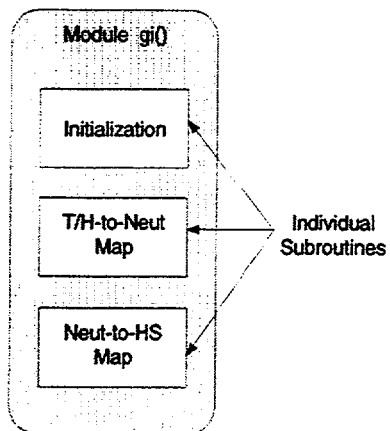 Module gi()
Initialization
T/H-to-Neut
Map
Neut-to-HS
Map
Individual
Subroutines